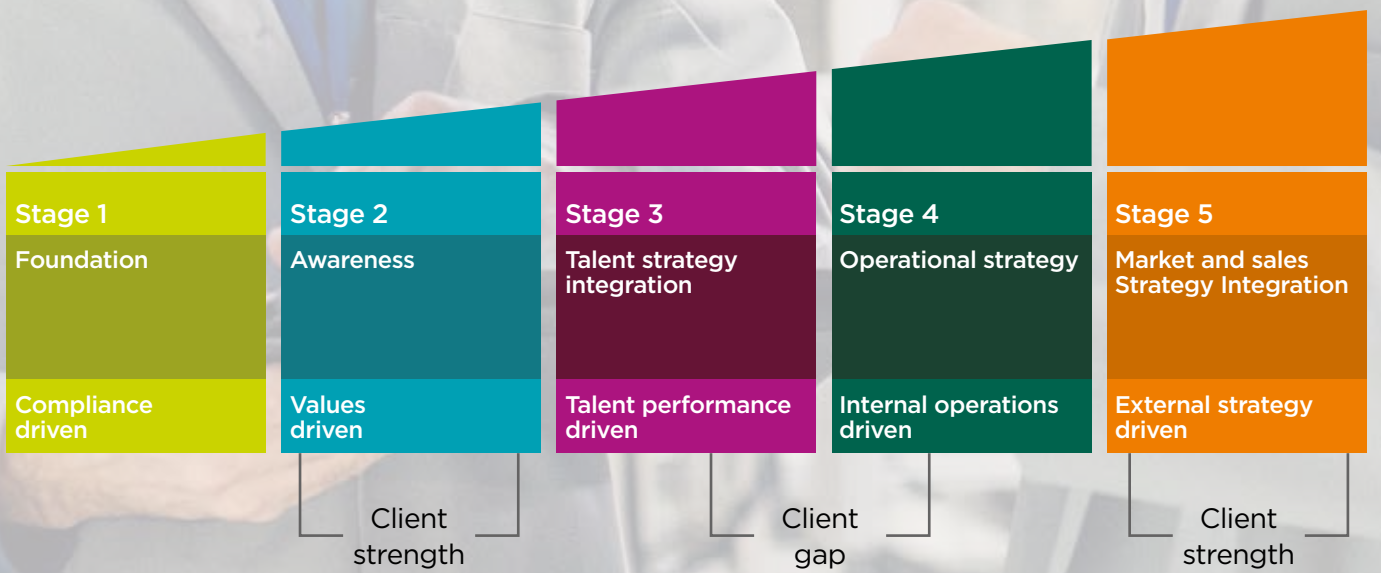 Stage 1
Foundation
Compliance
driven
Stage 2
Awareness
Values
driven
Stage 3
Talent strategy
integration
Talent performance
driven
Stage 4
Operational strategy
Internal operations
driven
Stage 5
Market and sales
Strategy Integration
External strategy
driven
Client
strength
Client
gap
Client
strength